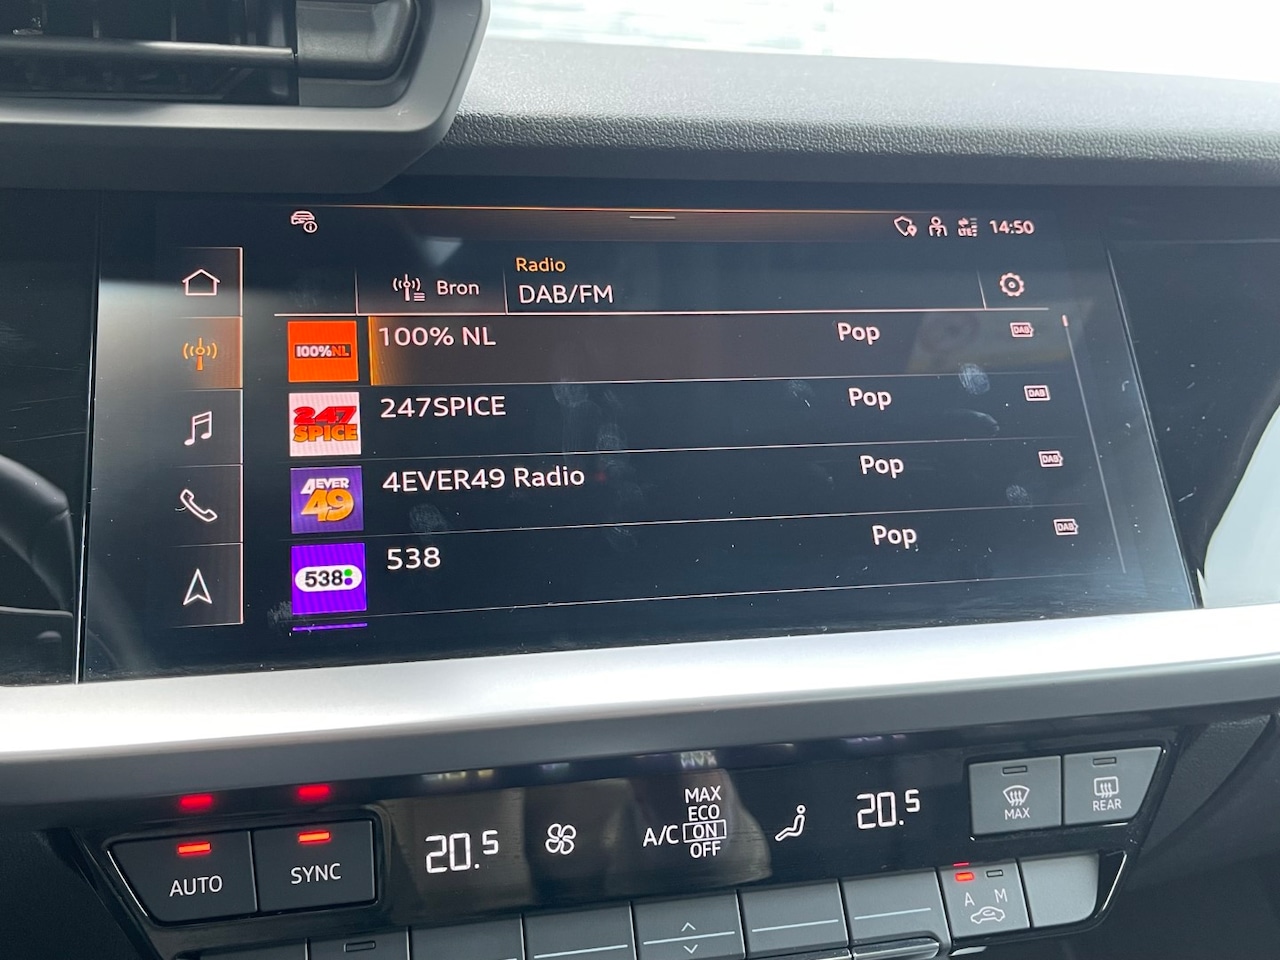 LTE 14:50
Radio
Bron DAB/FM
100%NL 100% NL Pop DAB
247 SPICE 247SPICE Pop DAB
4EVER 49 4EVER49 Radio Pop DAB
538 538 Pop DAB
AUTO SYNC 20.5 A/C MAX ECO ON OFF 20.5 MAX REAR
A M